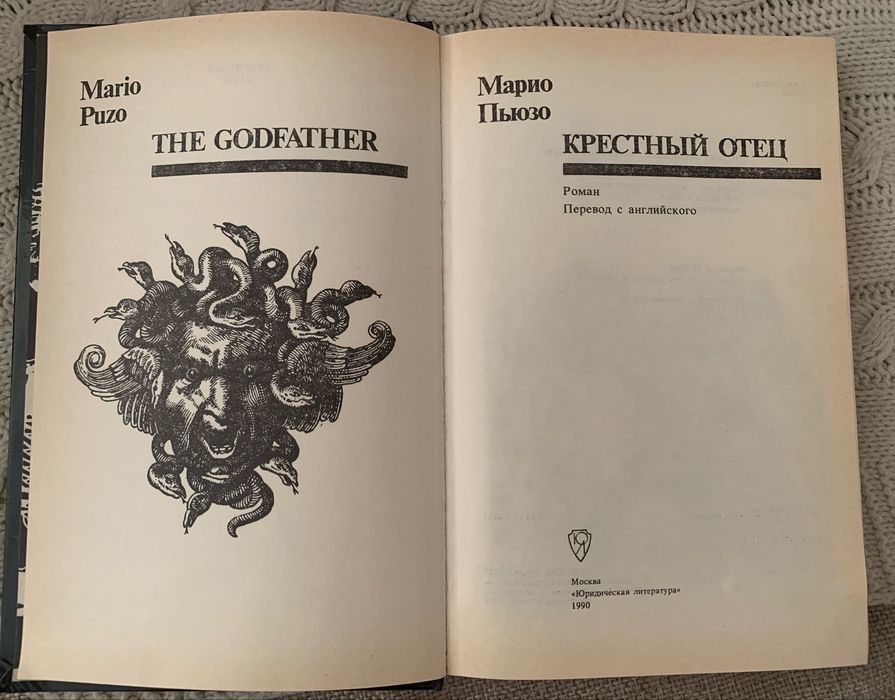 Mario
Puzo
THE GODFATHER
Марио
Пьюзо
КРЕСТНЫЙ ОТЕЦ
Роман
Перевод с английского
Москва
«Юридическая литература»
1990